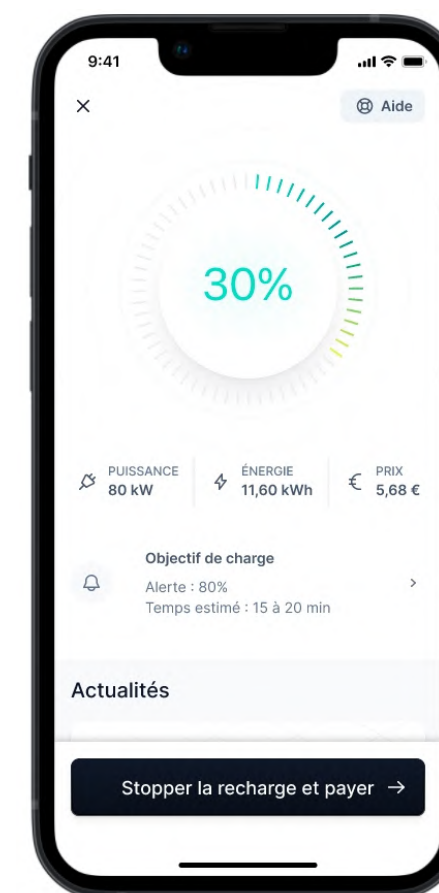 9:41
Aide
30%
PUISSANCE
80 kW
ÉNERGIE
11,60 kWh
€ PRIX
5,68 €
Objectif de charge
Alerte : 80%
Temps estimé : 15 à 20 min
Actualités
Stopper la recharge et payer →